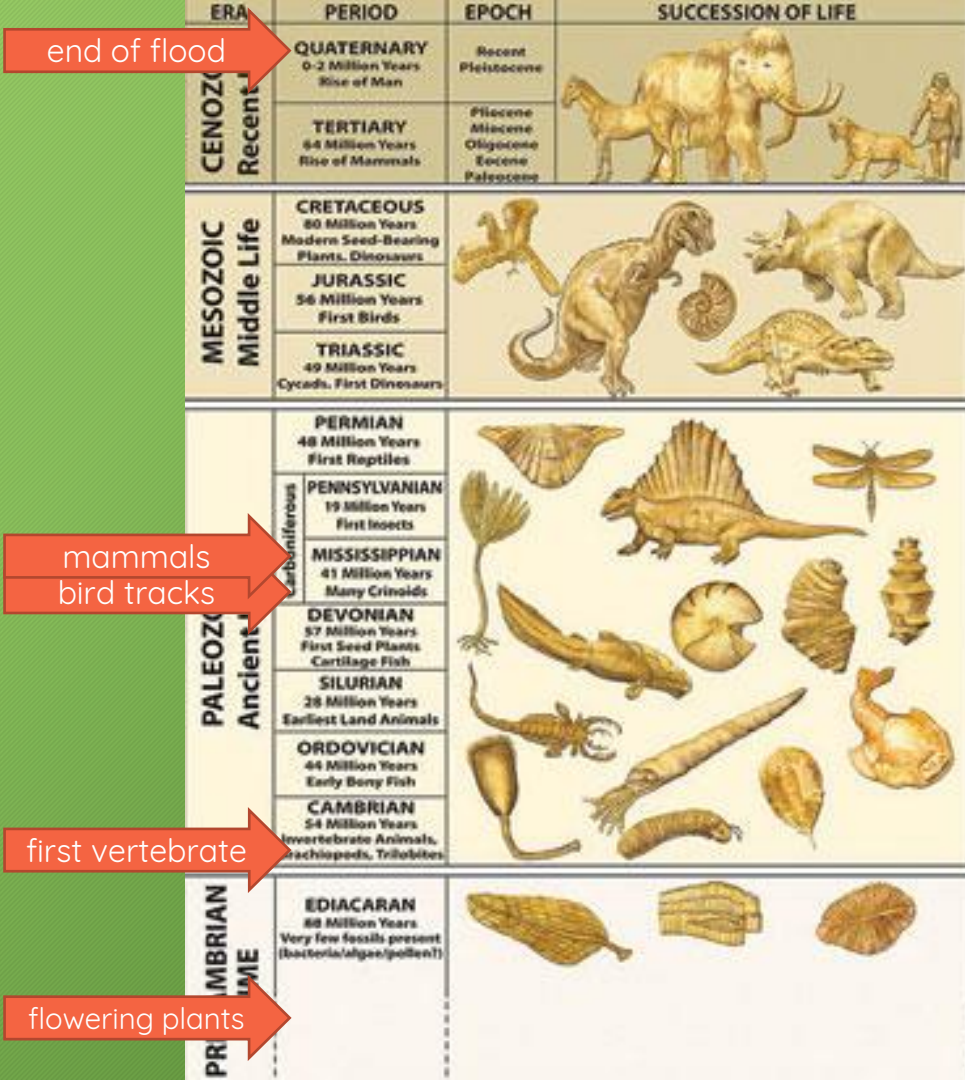 ERA PERIOD EPOCH SUCCESSION OF LIFE
end of flood
CENOZO
Recent
QUATERNARY
0-2 Million Years
Rise of Man
Recent
Pleistocene
TERTIARY
64 Million Years
Rise of Mammals
Pliocene
Miocene
Oligocene
Eocene
Paleocene
MESOZOIC
Middle Life
CRETACEOUS
80 Million Years
Modern Seed-Bearing
Plants. Dinosaurs
JURASSIC
56 Million Years
First Birds
TRIASSIC
49 Million Years
Cycads. First Dinosaurs
PALEOZO
Ancient
PERMIAN
48 Million Years
First Reptiles
Carboniferous
PENNSYLVANIAN
19 Million Years
First Insects
mammals
MISSISSIPPIAN
41 Million Years
Many Crinoids
bird tracks
DEVONIAN
57 Million Years
First Seed Plants
Cartilage Fish
SILURIAN
28 Million Years
Earliest Land Animals
ORDOVICIAN
44 Million Years
Early Bony Fish
CAMBRIAN
54 Million Years
Invertebrate Animals,
Brachiopods, Trilobites
first vertebrate
PR MBRIAN
IME
EDIACARAN
88 Million Years
Very few fossils present
(bacteria/algae/pollen?)
flowering plants